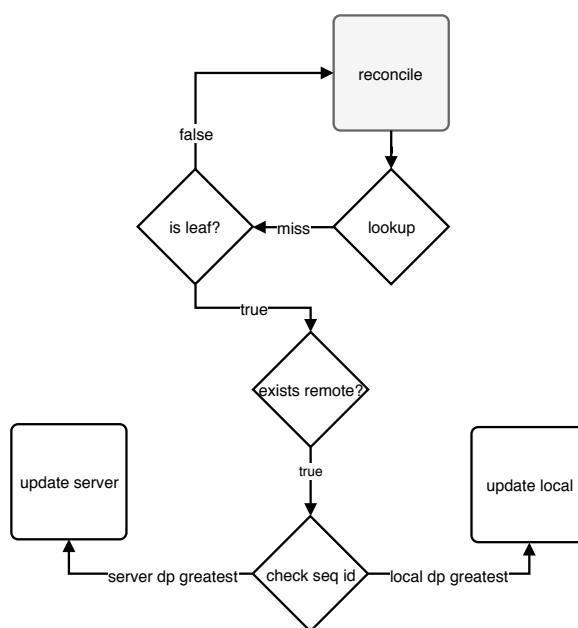 reconcile
false
is leaf?
miss
lookup
true
exists remote?
true
update server
update local
server dp greatest
check seq id
local dp greatest